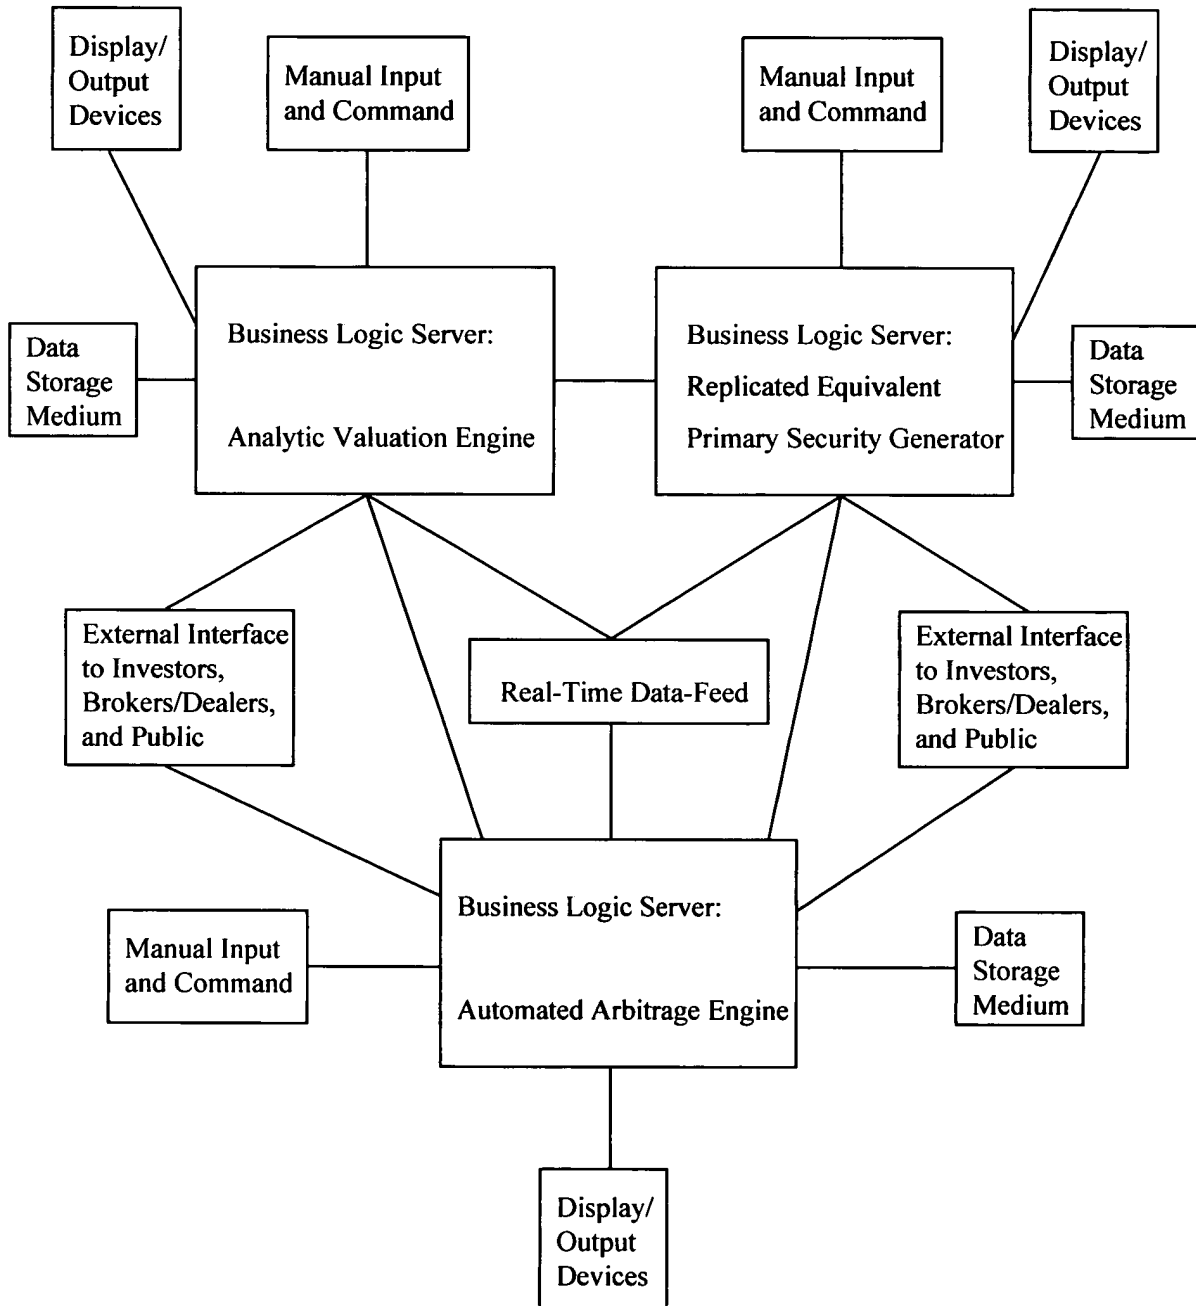 Display/
Output
Devices
Manual Input
and Command
Manual Input
and Command
Display/
Output
Devices
Data
Storage
Medium
Business Logic Server:
Analytic Valuation Engine
Business Logic Server:
Replicated Equivalent
Primary Security Generator
Data
Storage
Medium
External Interface
to Investors,
Brokers/Dealers,
and Public
Real-Time Data-Feed
External Interface
to Investors,
Brokers/Dealers,
and Public
Manual Input
and Command
Business Logic Server:
Automated Arbitrage Engine
Data
Storage
Medium
Display/
Output
Devices